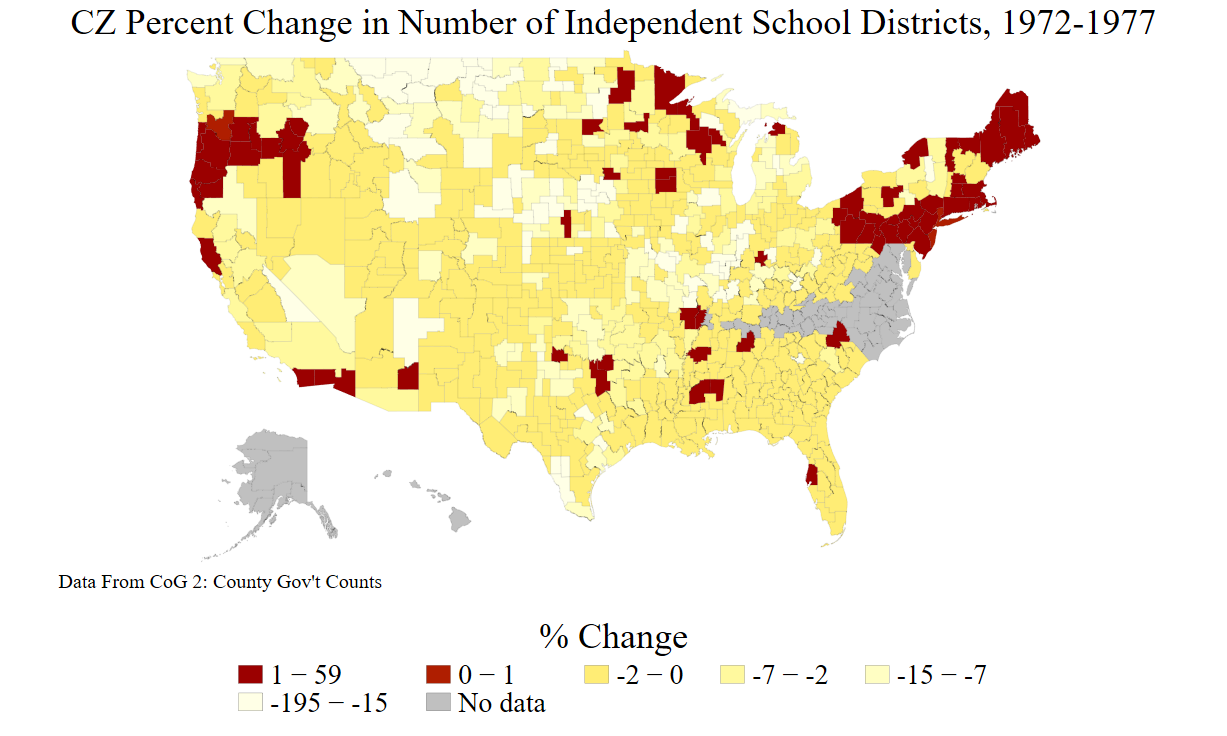 CZ Percent Change in Number of Independent School Districts, 1972-1977
Data From CoG 2: County Gov't Counts
% Change
1 − 59 0 − 1 -2 − 0 -7 − -2 -15 − -7
-195 − -15 No data